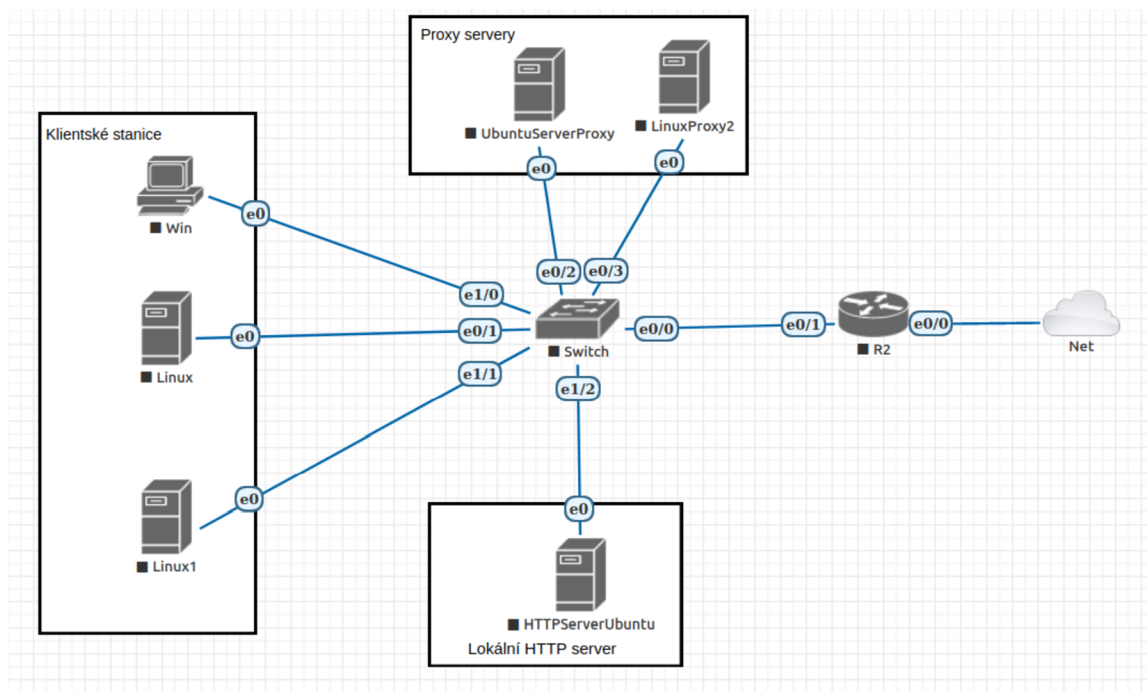 Proxy servery
UbuntuServerProxy
LinuxProxy2
e0
e0
Klientské stanice
Win
e0
Linux
e0
Linux1
e0
e0/2
e0/3
e1/0
e0/1
e1/1
e0/0
Switch
e1/2
e0/1
R2
e0/0
Net
e0
HTTPServerUbuntu
Lokální HTTP server